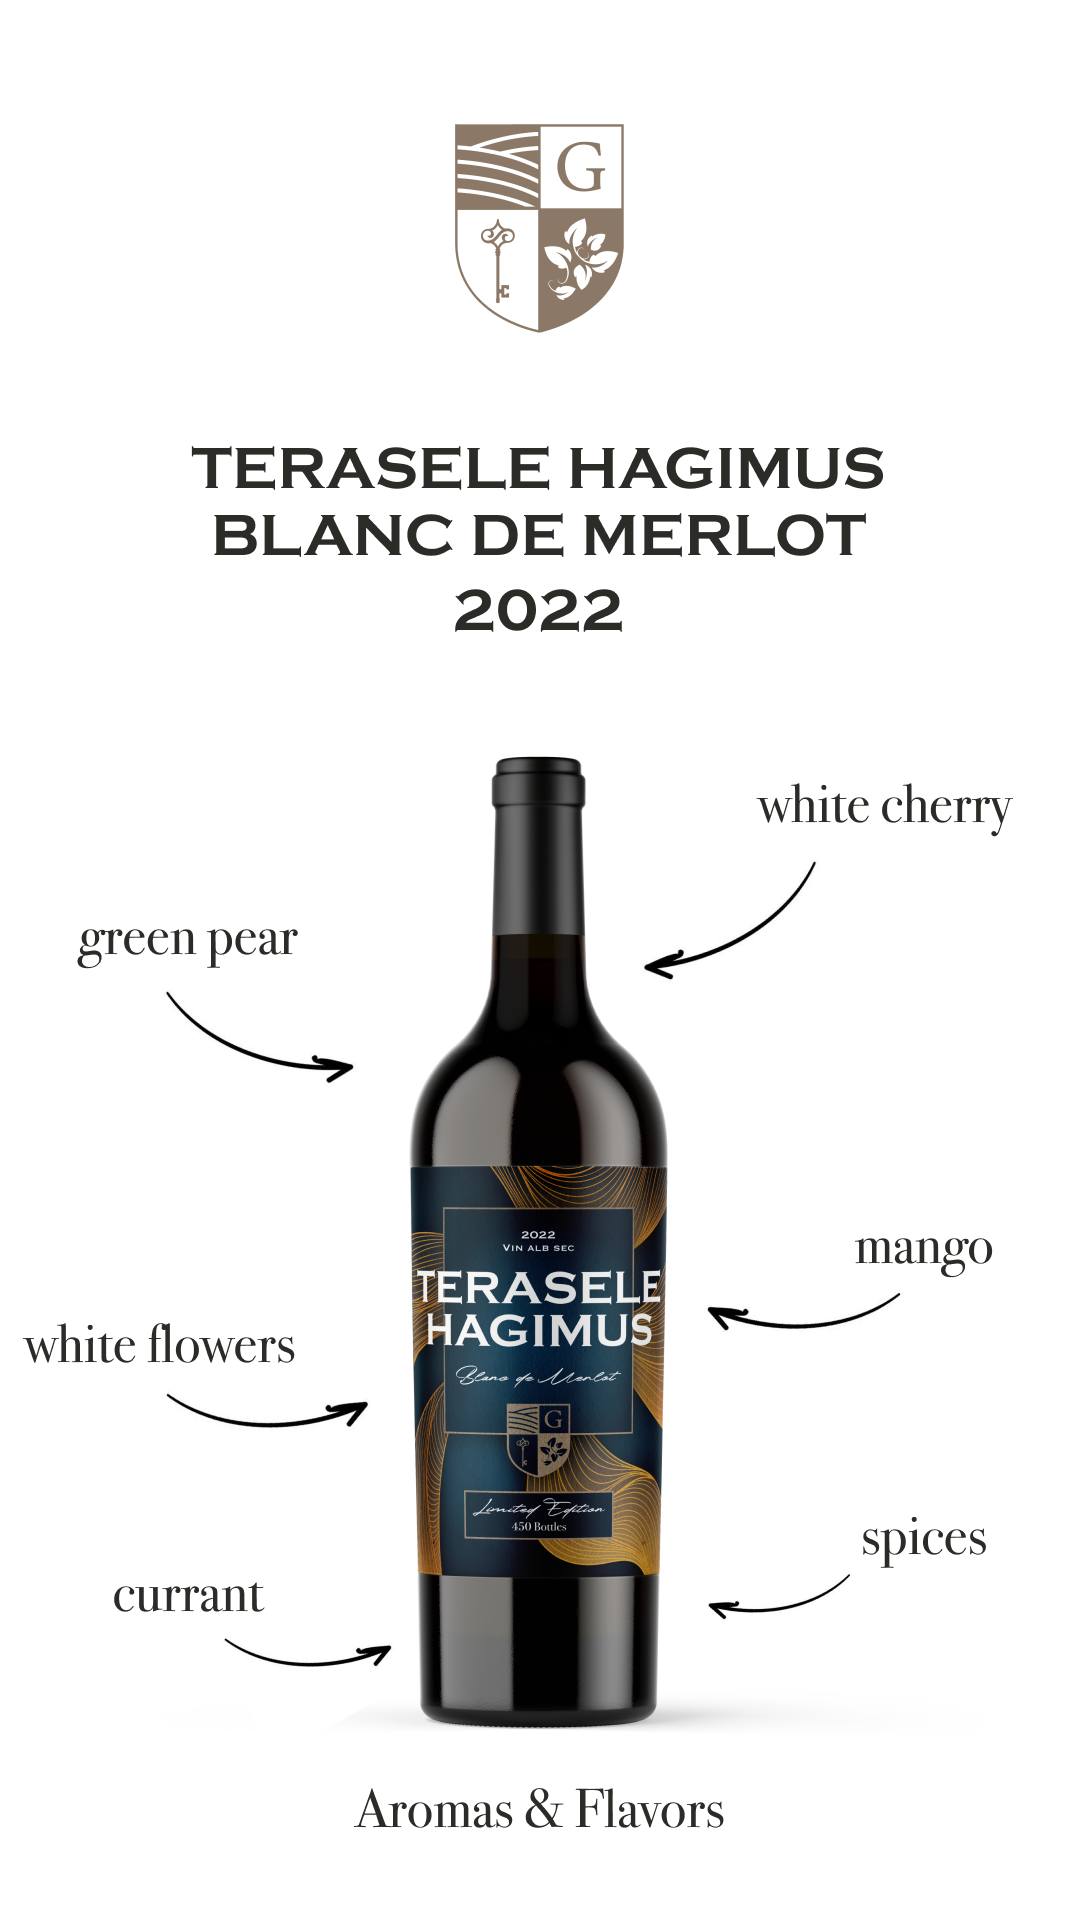 G
TERASELE HAGIMUS
BLANC DE MERLOT
2022
white cherry
green pear
2022
VIN ALB SEC
TERASELE
HAGIMUS
Blanc de Merlot
G
Limited Edition
450 Bottles
mango
white flowers
spices
currant
Aromas & Flavors